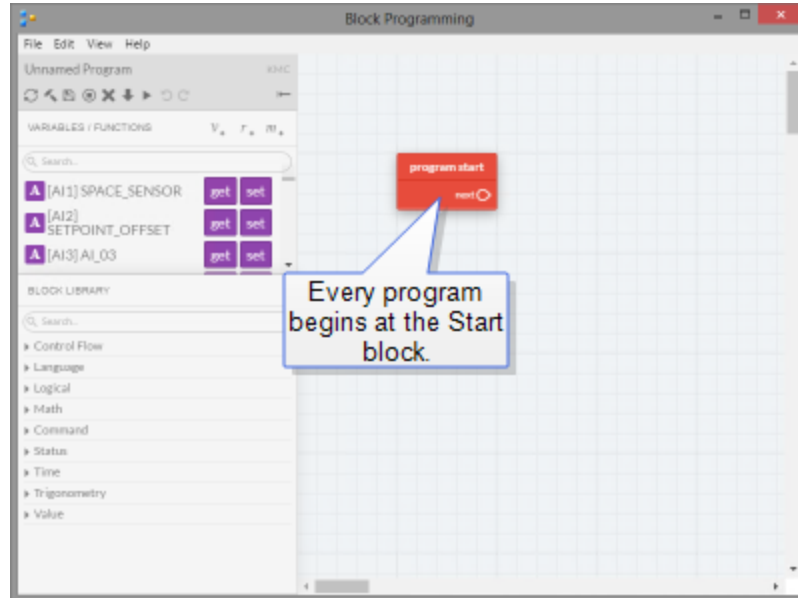 Block Programming
File Edit View Help
Unnamed Program KMC
VARIABLES / FUNCTIONS V+ r+ m+
Search..
A [AI1] SPACE_SENSOR get set
A [AI2] SETPOINT_OFFSET get set
A [AI3] AI_03 get set
BLOCK LIBRARY
Search..
Control Flow
Language
Logical
Math
Command
Status
Time
Trigonometry
Value
program start
next
Every program
begins at the Start
block.